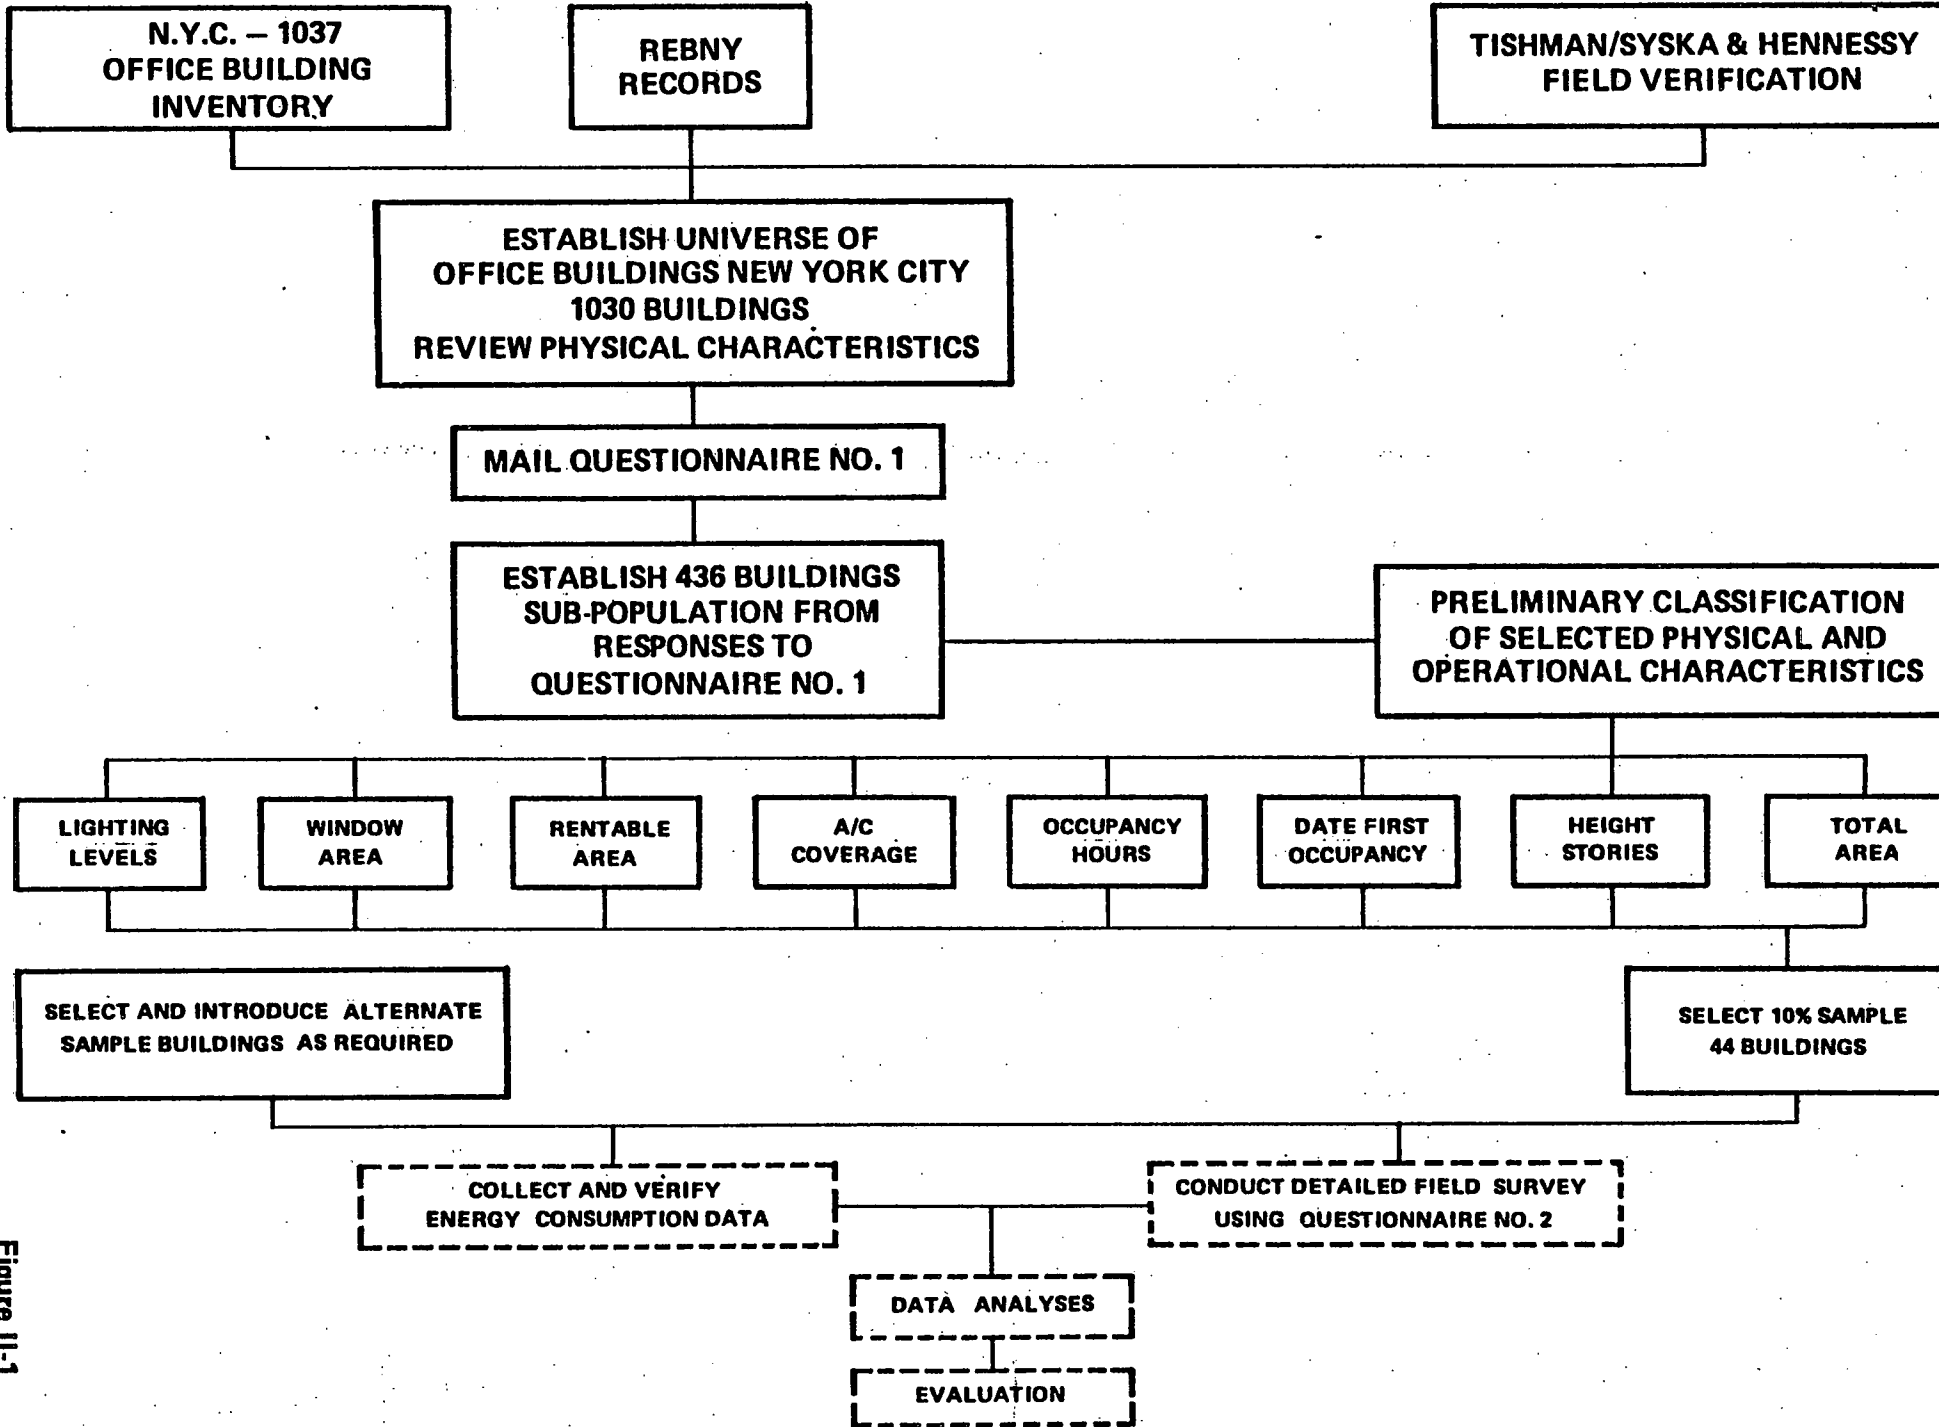 N.Y.C. – 1037
OFFICE BUILDING
INVENTORY
REBNY
RECORDS
TISHMAN/SYSKA & HENNESSY
FIELD VERIFICATION
ESTABLISH UNIVERSE OF
OFFICE BUILDINGS NEW YORK CITY
1030 BUILDINGS
REVIEW PHYSICAL CHARACTERISTICS
MAIL QUESTIONNAIRE NO. 1
ESTABLISH 436 BUILDINGS
SUB-POPULATION FROM
RESPONSES TO
QUESTIONNAIRE NO. 1
PRELIMINARY CLASSIFICATION
OF SELECTED PHYSICAL AND
OPERATIONAL CHARACTERISTICS
LIGHTING
LEVELS
WINDOW
AREA
RENTABLE
AREA
A/C
COVERAGE
OCCUPANCY
HOURS
DATE FIRST
OCCUPANCY
HEIGHT
STORIES
TOTAL
AREA
SELECT AND INTRODUCE ALTERNATE
SAMPLE BUILDINGS AS REQUIRED
SELECT 10% SAMPLE
44 BUILDINGS
COLLECT AND VERIFY
ENERGY CONSUMPTION DATA
CONDUCT DETAILED FIELD SURVEY
USING QUESTIONNAIRE NO. 2
DATA ANALYSES
EVALUATION
Figure II-1